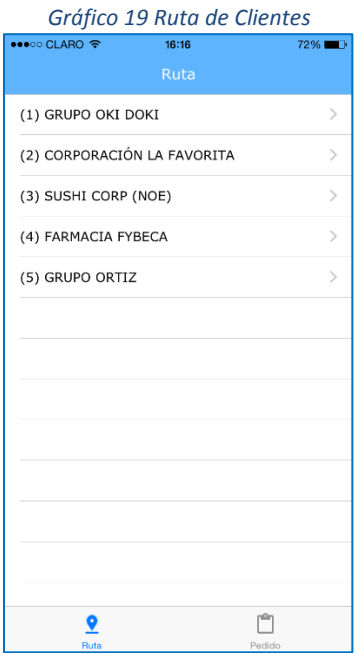 Gráfico 19 Ruta de Clientes
CLARO 16:16 72%
Ruta
(1) GRUPO OKI DOKI
(2) CORPORACIÓN LA FAVORITA
(3) SUSHI CORP (NOE)
(4) FARMACIA FYBECA
(5) GRUPO ORTIZ
Ruta Pedido